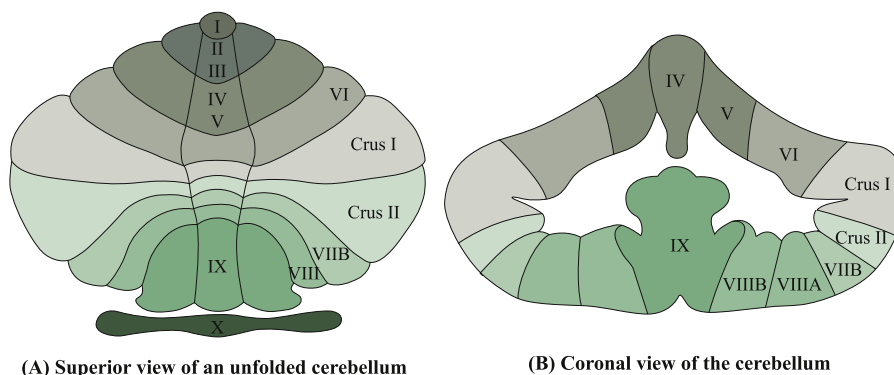 I
II
III
IV
V
VI
Crus I
Crus II
VIIB
VIII
IX
X
(A) Superior view of an unfolded cerebellum
IV
V
VI
Crus I
Crus II
VIIB
VIIIA
VIIIB
IX
(B) Coronal view of the cerebellum